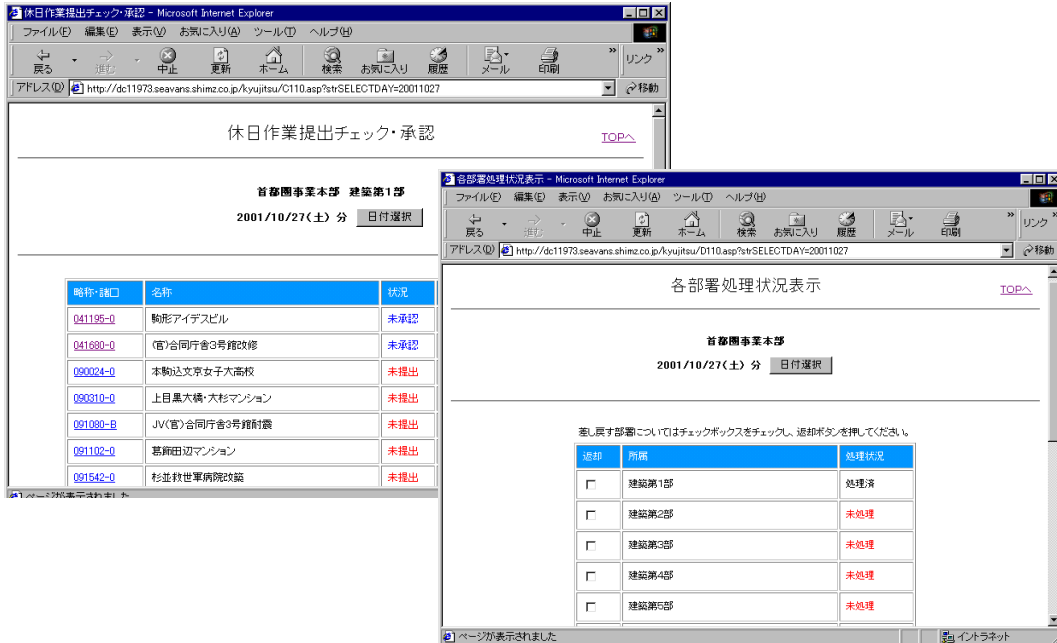 休日作業提出チェック・承認 - Microsoft Internet Explorer
ファイル(F) 編集(E) 表示(V) お気に入り(A) ツール(T) ヘルプ(H)
戻る 進む 中止 更新 ホーム 検索 お気に入り 履歴 メール 印刷 » リンク »
アドレス(D) http://dc11973.seavans.shimz.co.jp/kyujitsu/C110.asp?strSELECTDAY=20011027 移動
休日作業提出チェック・承認
TOPへ
首都圏事業本部 建築第1部
2001/10/27(土) 分 日付選択
略称・諸口 名称 状況
041195-0 駒形アイデスビル 未承認
041680-0 (官)合同庁舎3号館改修 未承認
090024-0 本駒込文京女子大高校 未提出
090310-0 上目黒大橋・大杉マンション 未提出
091080-B JV(官)合同庁舎3号館耐震 未提出
091102-0 葛飾田辺マンション 未提出
091542-0 杉並救世軍病院改築 未提出
ページが表示されました
各部署処理状況表示 - Microsoft Internet Explorer
ファイル(F) 編集(E) 表示(V) お気に入り(A) ツール(T) ヘルプ(H)
戻る 進む 中止 更新 ホーム 検索 お気に入り 履歴 メール 印刷 » リンク »
アドレス(D) http://dc11973.seavans.shimz.co.jp/kyujitsu/D110.asp?strSELECTDAY=20011027 移動
各部署処理状況表示
TOPへ
首都圏事業本部
2001/10/27(土) 分 日付選択
差し戻す部署についてはチェックボックスをチェックし、返却ボタンを押してください。
返却 所属 処理状況
建築第1部 処理済
建築第2部 未処理
建築第3部 未処理
建築第4部 未処理
建築第5部 未処理
ページが表示されました イントラネット